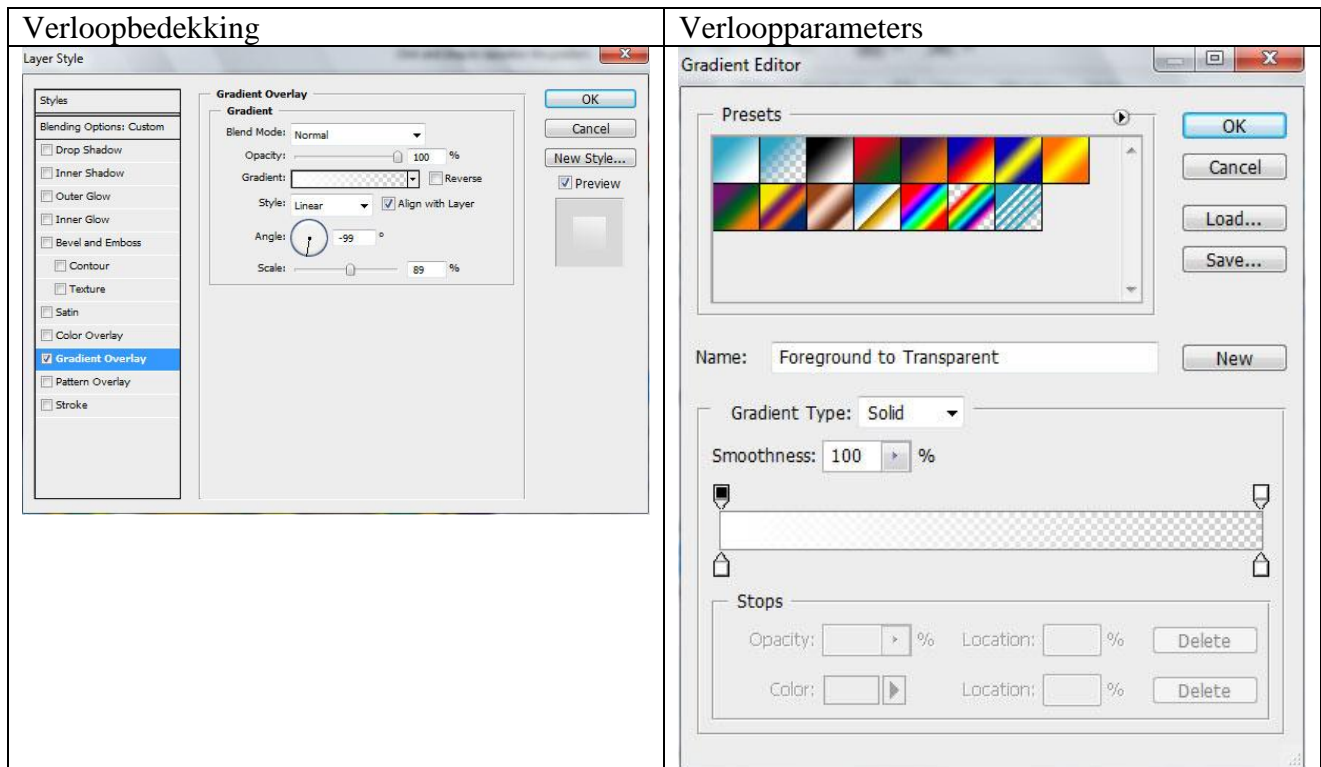 Verloopbedekking
Layer Style
Styles
Blending Options: Custom
Drop Shadow
Inner Shadow
Outer Glow
Inner Glow
Bevel and Emboss
Contour
Texture
Satin
Color Overlay
Gradient Overlay
Pattern Overlay
Stroke
Gradient Overlay
Gradient
Blend Mode: Normal
Opacity: 100 %
Gradient: Reverse
Style: Linear Align with Layer
Angle: -99 °
Scale: 89 %
OK
Cancel
New Style...
Preview
Verloopparameters
Gradient Editor
Presets
OK
Cancel
Load...
Save...
Name: Foreground to Transparent New
Gradient Type: Solid
Smoothness: 100 %
Stops
Opacity: % Location: % Delete
Color: Location: % Delete